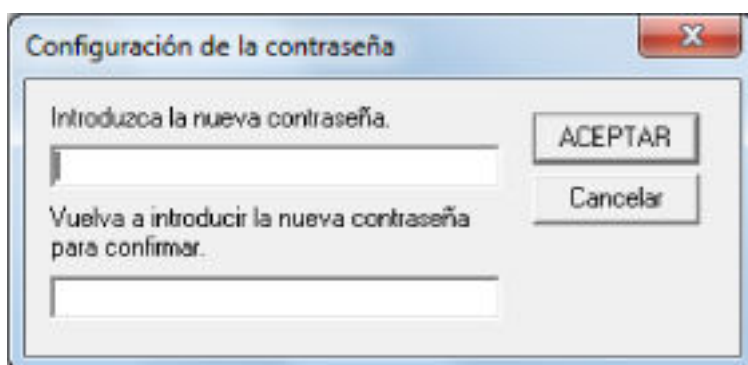 Configuración de la contraseña
Introduzca la nueva contraseña.
ACEPTAR
Cancelar
Vuelva a introducir la nueva contraseña
para confirmar.